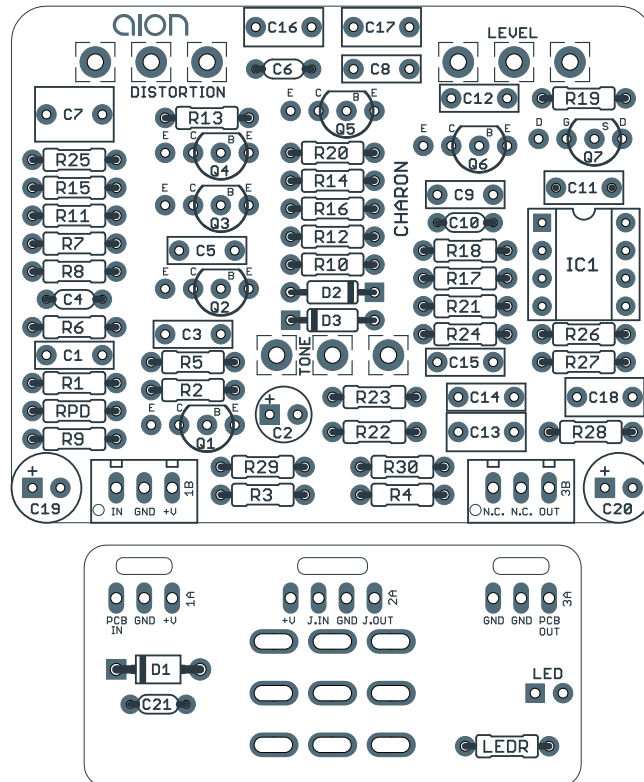 aion
C16
C17
LEVEL
C6
C8
DISTORTION
C12
R19
C7
R13
E
C
B
Q5
D
G
S
D
Q7
E
C
B
E
Q4
R20
E
C
B
E
Q6
R25
R14
R15
C11
R11
E
C
B
E
Q3
R16
CHARON
C9
C10
R7
C5
R12
R18
IC1
R8
R10
R17
C4
E
C
B
E
Q2
D2
R21
R6
C3
D3
R24
R26
C1
R5
TONE
C15
R27
R1
R2
R23
C14
C18
RPD
E
C
B
E
Q1
+
C2
R22
C13
R28
R9
+
C19
R29
R30
+
C20
R3
R4
IN GND +V
1B
N.C. N.C. OUT
3B
1A
2A
3A
PCB IN GND +V
+V J.IN GND J.OUT
GND GND PCB OUT
D1
LED
C21
LEDR